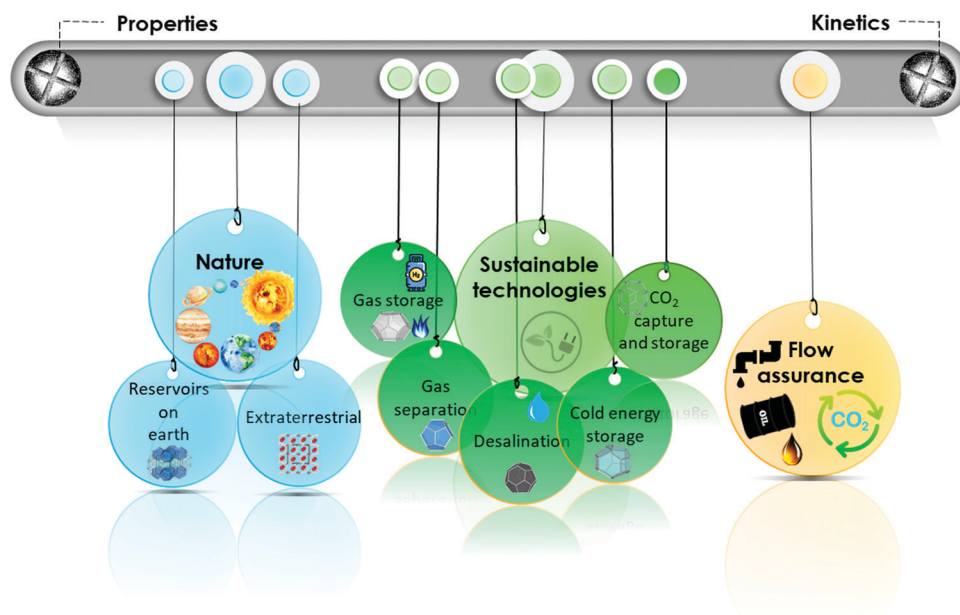 Properties
Kinetics
Nature
Reservoirs
on
earth
Extraterrestrial
Gas storage
H₂
Gas
separation
Sustainable
technologies
Desalination
Cold energy
storage
CO₂
capture
and storage
Flow
assurance
OIL
CO₂